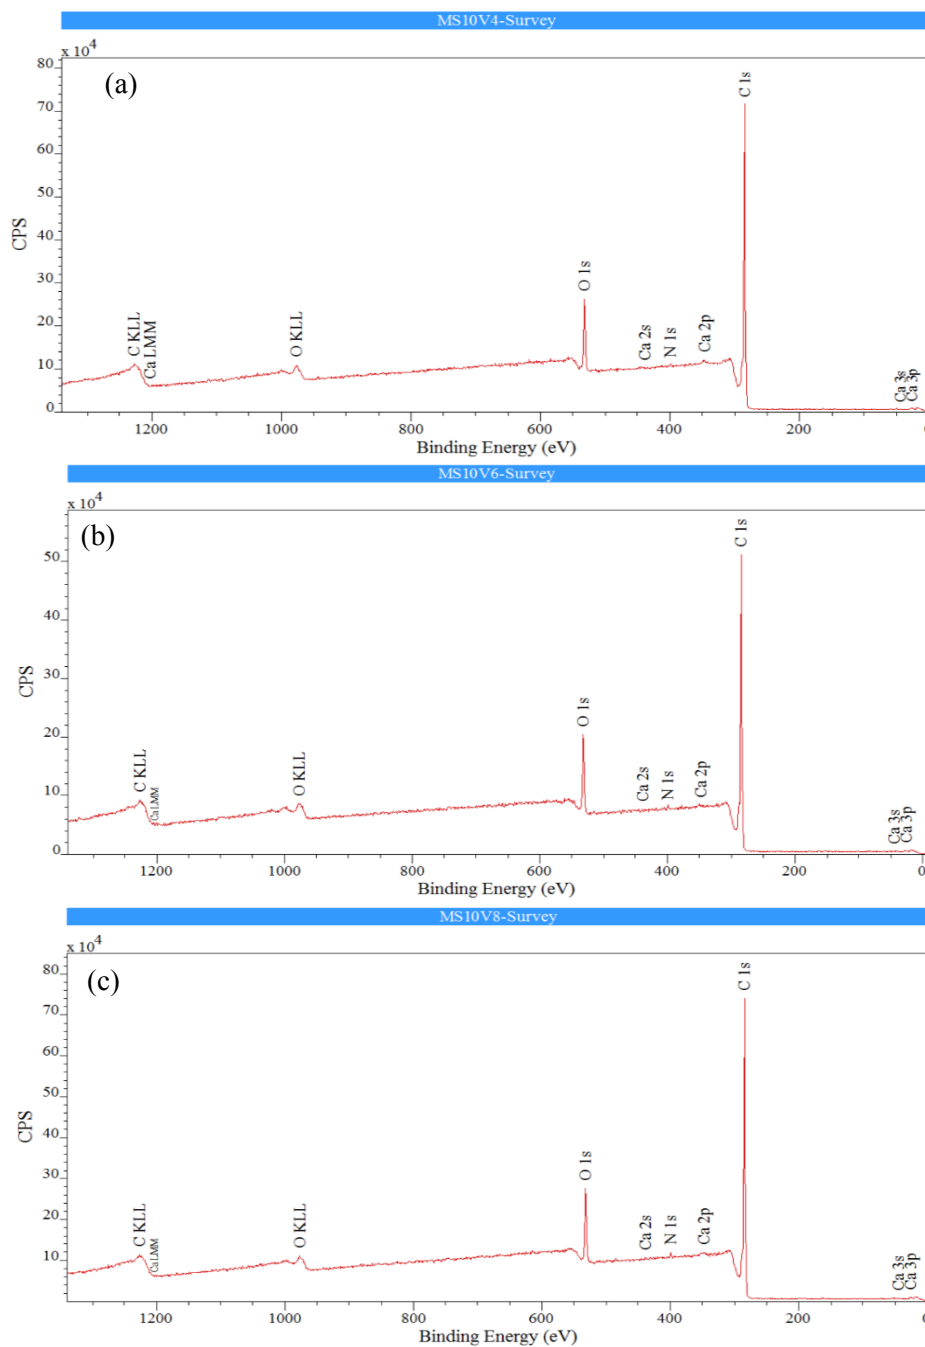 MS10V4-Survey
x 10^4
(a)
80
70
60
50
40
30
20
10
0
CPS
C KLL
Ca LMM
O KLL
O 1s
Ca 2s
N 1s
Ca 2p
C 1s
Ca 3s
Ca 3p
1200 1000 800 600 400 200 0
Binding Energy (eV)
MS10V6-Survey
x 10^4
(b)
50
40
30
20
10
0
CPS
C KLL
Ca LMM
O KLL
O 1s
Ca 2s
N 1s
Ca 2p
C 1s
Ca 3s
Ca 3p
1200 1000 800 600 400 200 0
Binding Energy (eV)
MS10V8-Survey
x 10^4
(c)
80
70
60
50
40
30
20
10
CPS
C KLL
Ca LMM
O KLL
O 1s
Ca 2s
N 1s
Ca 2p
C 1s
Ca 3s
Ca 3p
1200 1000 800 600 400 200 0
Binding Energy (eV)